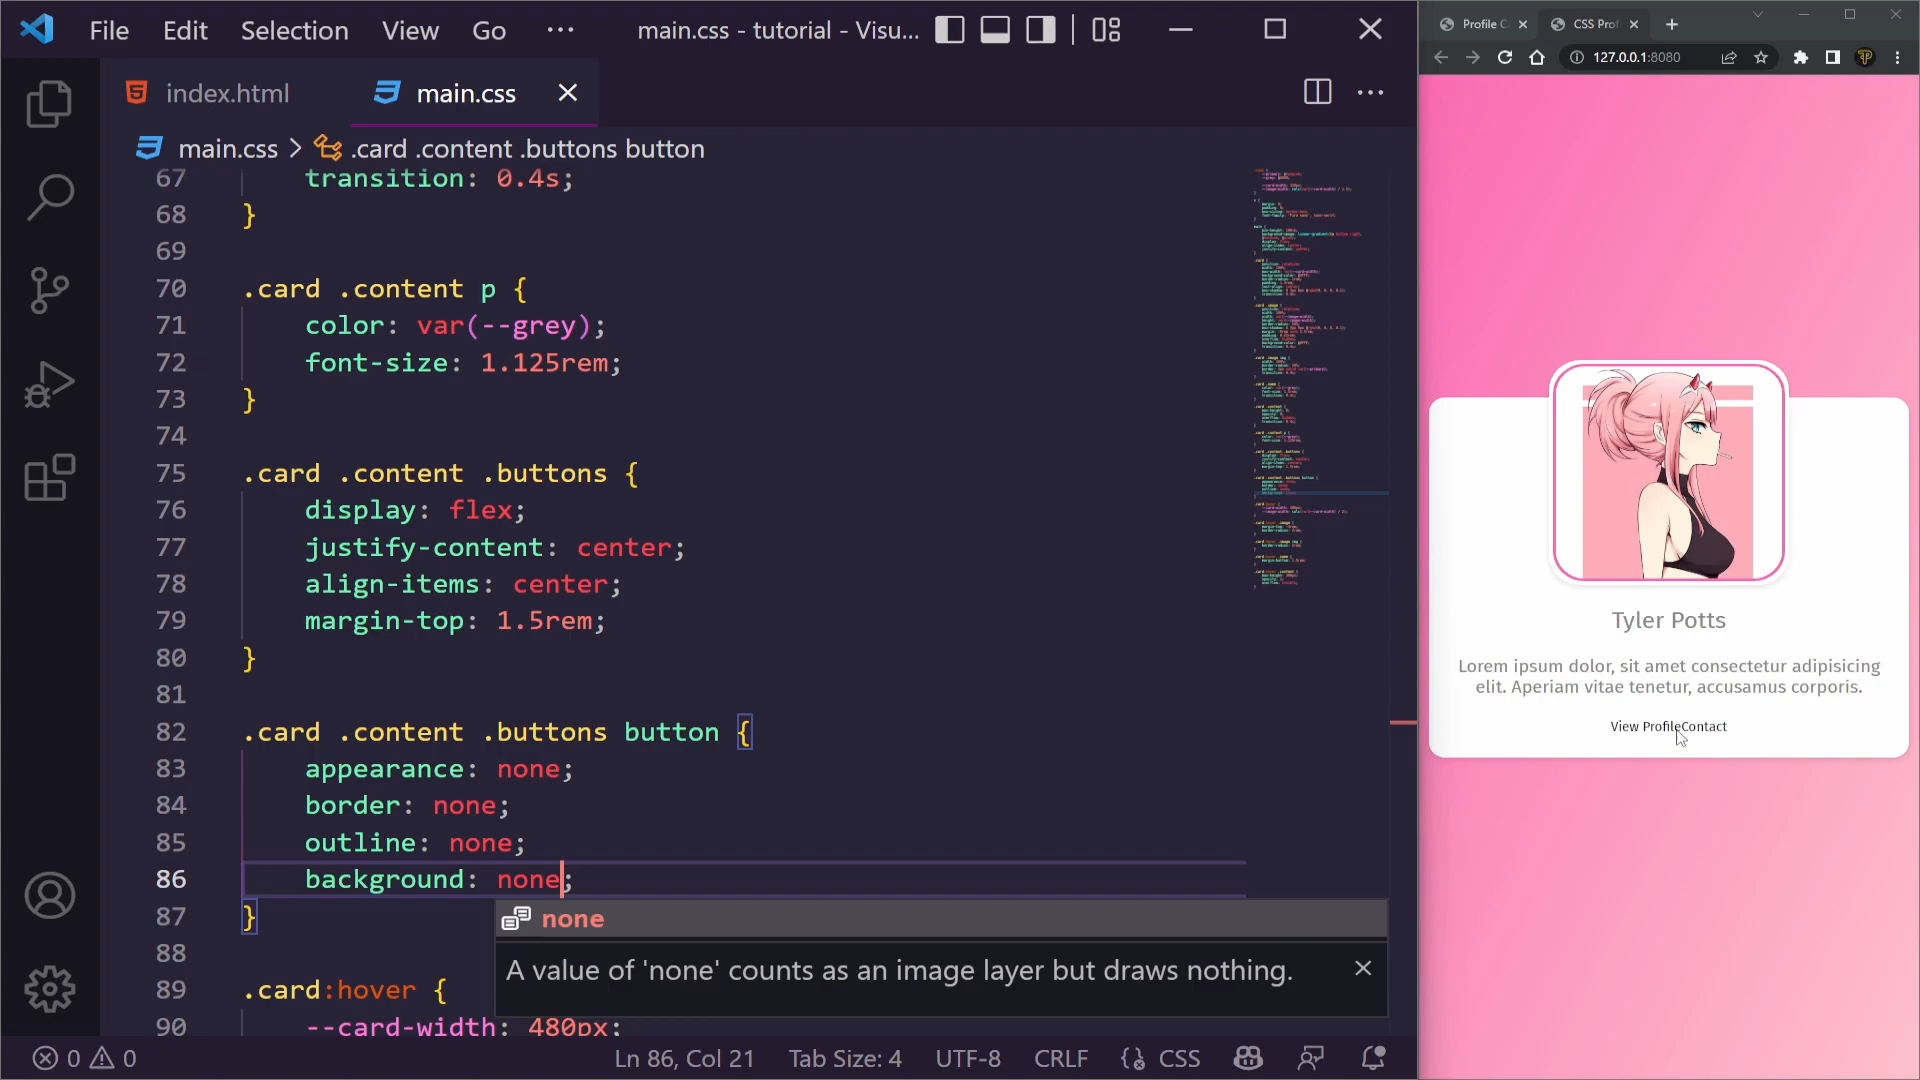 File Edit Selection View Go ··· main.css - tutorial - Visu...
index.html main.css
main.css > .card .content .buttons button
67 transition: 0.4s;
68 }
69
70 .card .content p {
71 color: var(--grey);
72 font-size: 1.125rem;
73 }
74
75 .card .content .buttons {
76 display: flex;
77 justify-content: center;
78 align-items: center;
79 margin-top: 1.5rem;
80 }
81
82 .card .content .buttons button {
83 appearance: none;
84 border: none;
85 outline: none;
86 background: none;
87 }
none
88
A value of 'none' counts as an image layer but draws nothing.
89 .card:hover {
90 --card-width: 480px;
0 0 Ln 86, Col 21 Tab Size: 4 UTF-8 CRLF CSS
Profile CSS Prof
127.0.0.1:8080
Tyler Potts
Lorem ipsum dolor, sit amet consectetur adipisicing
elit. Aperiam vitae tenetur, accusamus corporis.
View ProfileContact